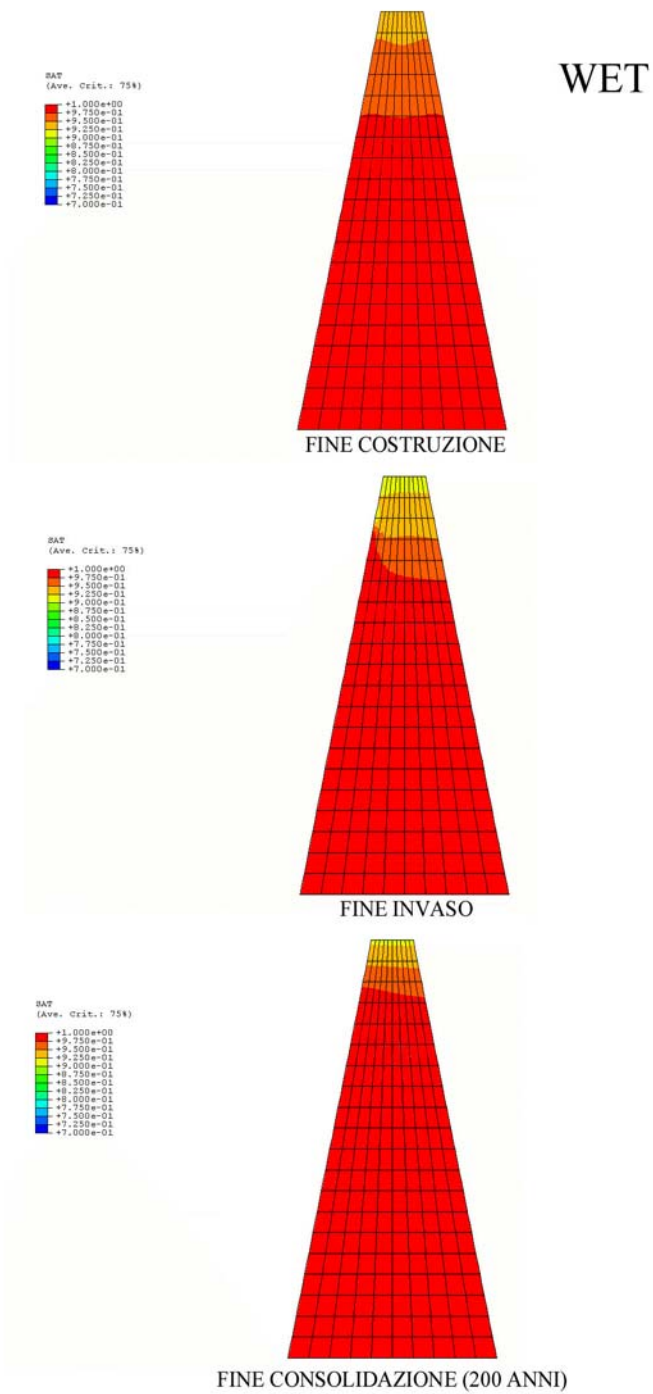 WET
SAT
(Ave. Crit.: 75%)
+1.000e+00
+9.750e-01
+9.500e-01
+9.250e-01
+9.000e-01
+8.750e-01
+8.500e-01
+8.250e-01
+8.000e-01
+7.750e-01
+7.500e-01
+7.250e-01
+7.000e-01
FINE COSTRUZIONE
SAT
(Ave. Crit.: 75%)
+1.000e+00
+9.750e-01
+9.500e-01
+9.250e-01
+9.000e-01
+8.750e-01
+8.500e-01
+8.250e-01
+8.000e-01
+7.750e-01
+7.500e-01
+7.250e-01
+7.000e-01
FINE INVASO
SAT
(Ave. Crit.: 75%)
+1.000e+00
+9.750e-01
+9.500e-01
+9.250e-01
+9.000e-01
+8.750e-01
+8.500e-01
+8.250e-01
+8.000e-01
+7.750e-01
+7.500e-01
+7.250e-01
+7.000e-01
FINE CONSOLIDAZIONE (200 ANNI)